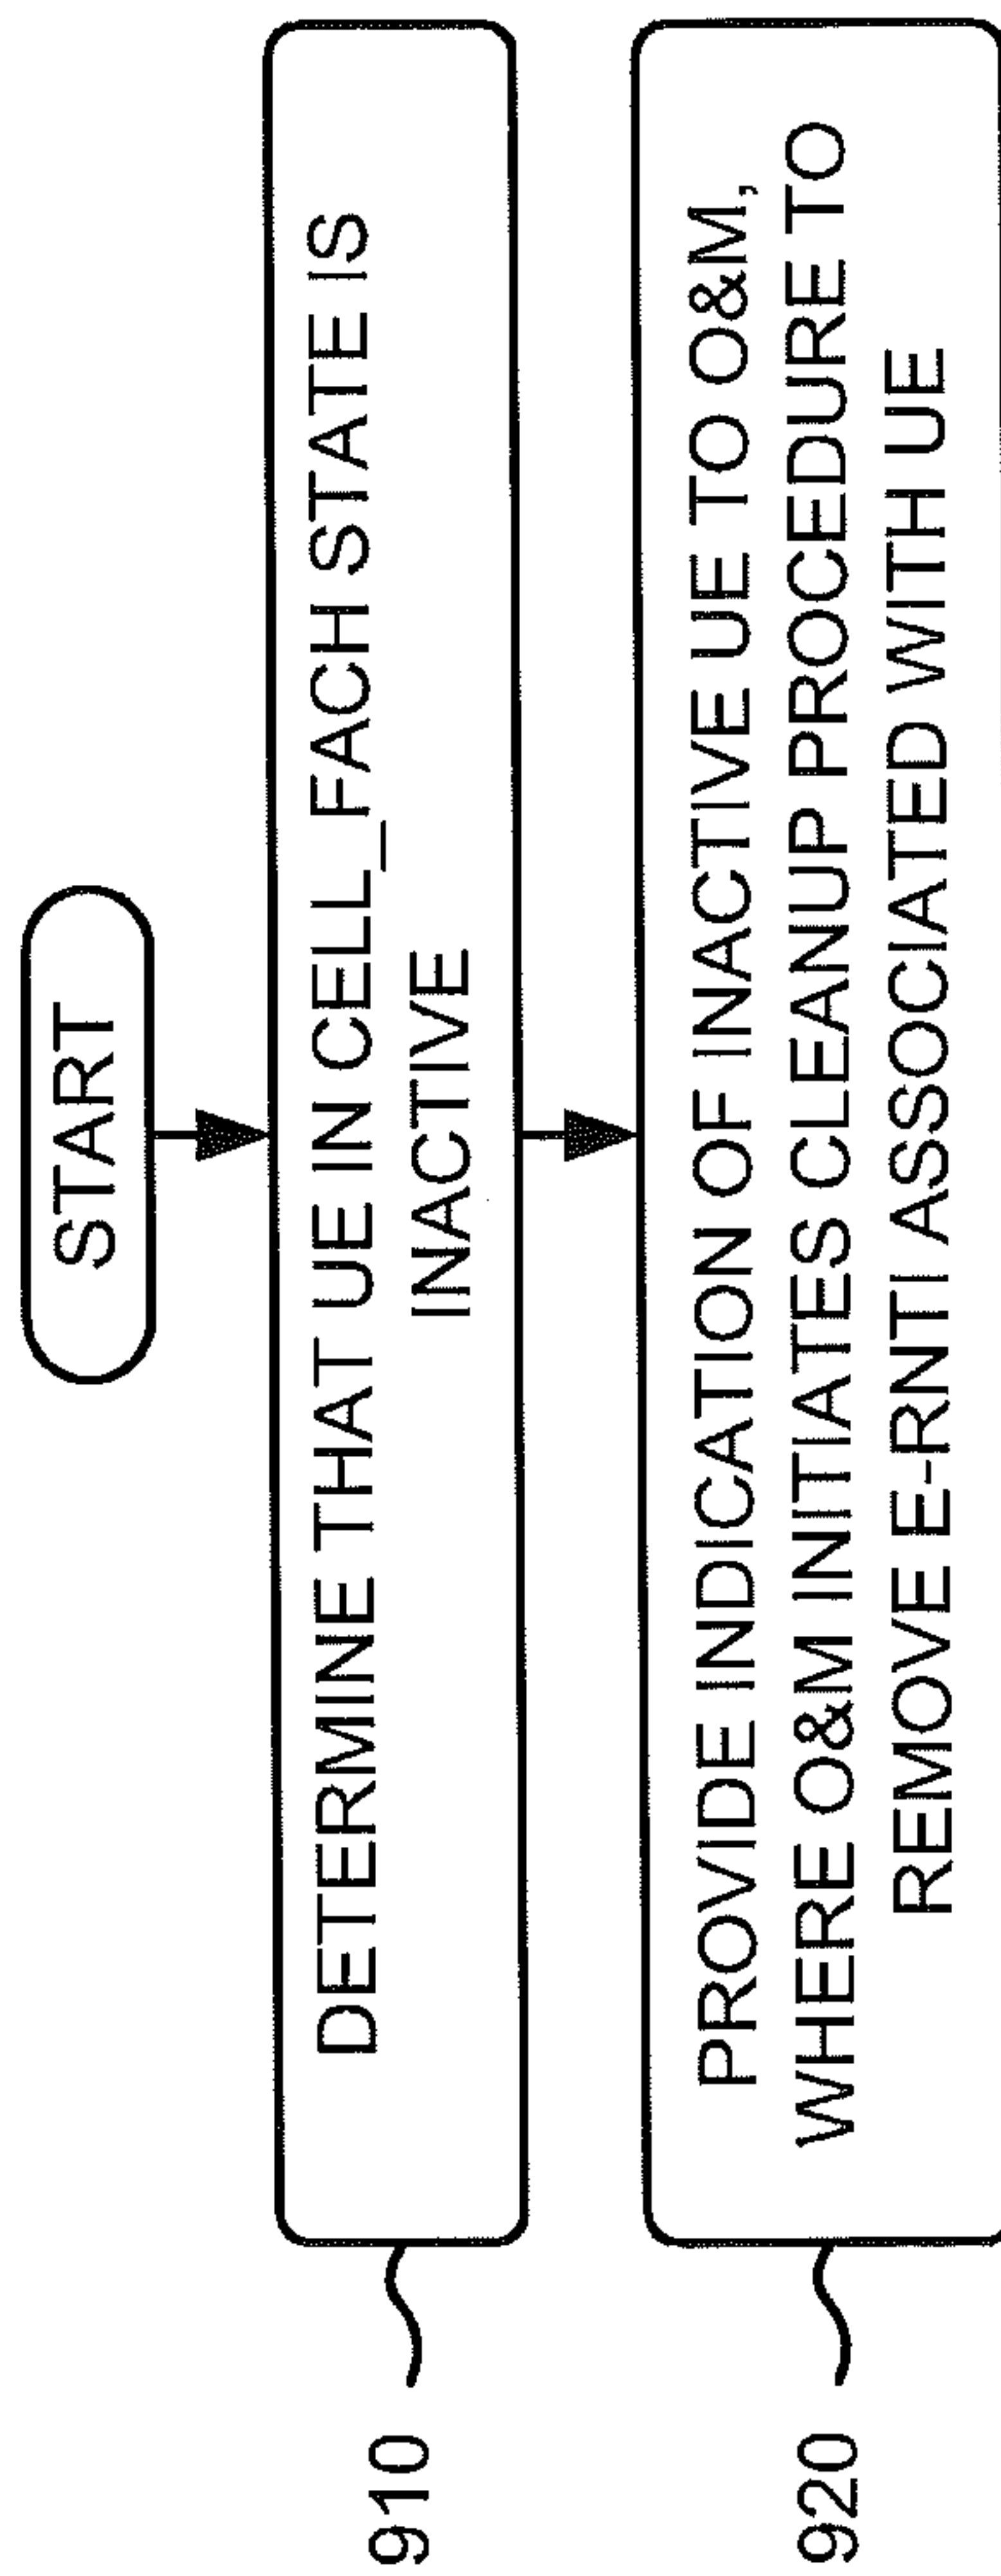 START
910
DETERMINE THAT UE IN CELL_FACH STATE IS
INACTIVE
920
PROVIDE INDICATION OF INACTIVE UE TO O&M,
WHERE O&M INITIATES CLEANUP PROCEDURE TO
REMOVE E-RNTI ASSOCIATED WITH UE